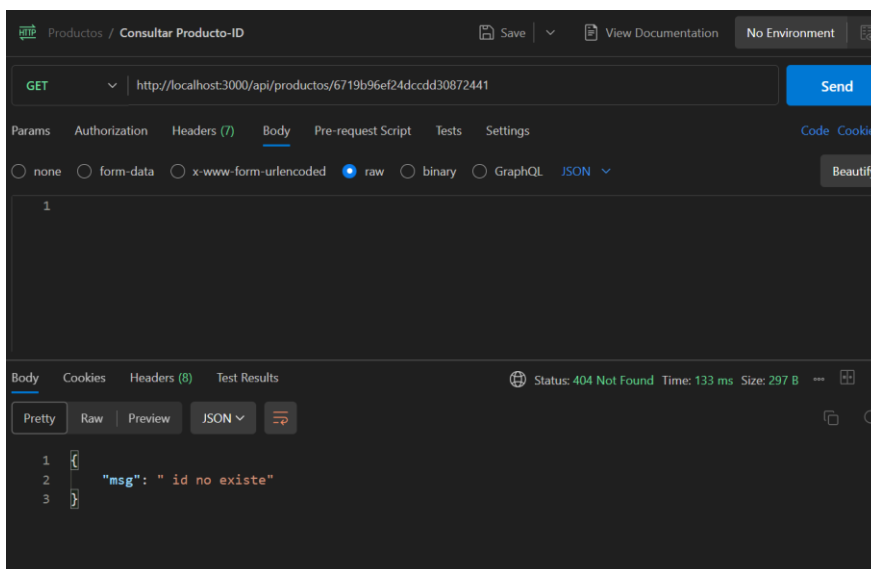 HTTP Productos / Consultar Producto-ID Save View Documentation No Environment
GET http://localhost:3000/api/productos/6719b96ef24dccdd30872441 Send
Params Authorization Headers (7) Body Pre-request Script Tests Settings Code Cookie
none form-data x-www-form-urlencoded raw binary GraphQL JSON Beautify
1
Body Cookies Headers (8) Test Results Status: 404 Not Found Time: 133 ms Size: 297 B
Pretty Raw Preview JSON
1 {
2 "msg": " id no existe"
3 }